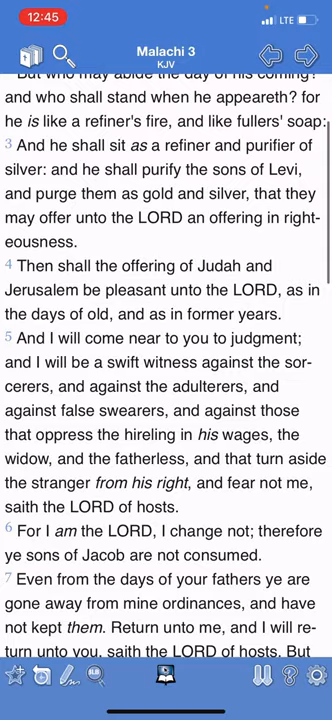 12:45
LTE
Malachi 3
KJV
But who may abide the day of his coming?
and who shall stand when he appeareth? for
he is like a refiner's fire, and like fullers' soap:
3 And he shall sit as a refiner and purifier of
silver: and he shall purify the sons of Levi,
and purge them as gold and silver, that they
may offer unto the LORD an offering in right-
eousness.
4 Then shall the offering of Judah and
Jerusalem be pleasant unto the LORD, as in
the days of old, and as in former years.
5 And I will come near to you to judgment;
and I will be a swift witness against the sor-
cerers, and against the adulterers, and
against false swearers, and against those
that oppress the hireling in his wages, the
widow, and the fatherless, and that turn aside
the stranger from his right, and fear not me,
saith the LORD of hosts.
6 For I am the LORD, I change not; therefore
ye sons of Jacob are not consumed.
7 Even from the days of your fathers ye are
gone away from mine ordinances, and have
not kept them. Return unto me, and I will re-
turn unto you, saith the LORD of hosts. But